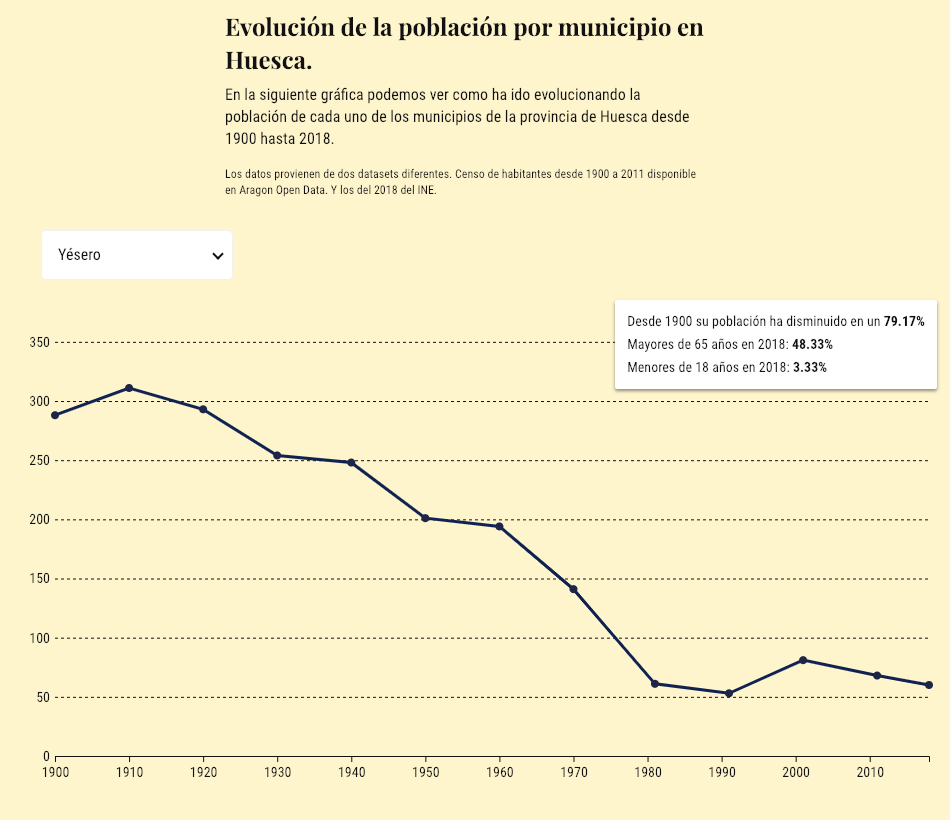 Evolución de la población por municipio en
Huesca.
En la siguiente gráfica podemos ver como ha ido evolucionando la
población de cada uno de los municipios de la provincia de Huesca desde
1900 hasta 2018.
Los datos provienen de dos datasets diferentes. Censo de habitantes desde 1900 a 2011 disponible
en Aragon Open Data. Y los del 2018 del INE.
Yésero
Desde 1900 su población ha disminuido en un 79.17%
Mayores de 65 años en 2018: 48.33%
Menores de 18 años en 2018: 3.33%
350
300
250
200
150
100
50
0
1900 1910 1920 1930 1940 1950 1960 1970 1980 1990 2000 2010